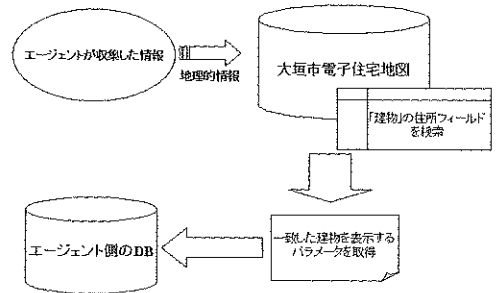 エージェントが収集した情報
地理的情報
大垣市電子住宅地図
「建物」の住所フィールド
を検索
一致した建物を表示する
パラメータを取得
エージェント側のDB